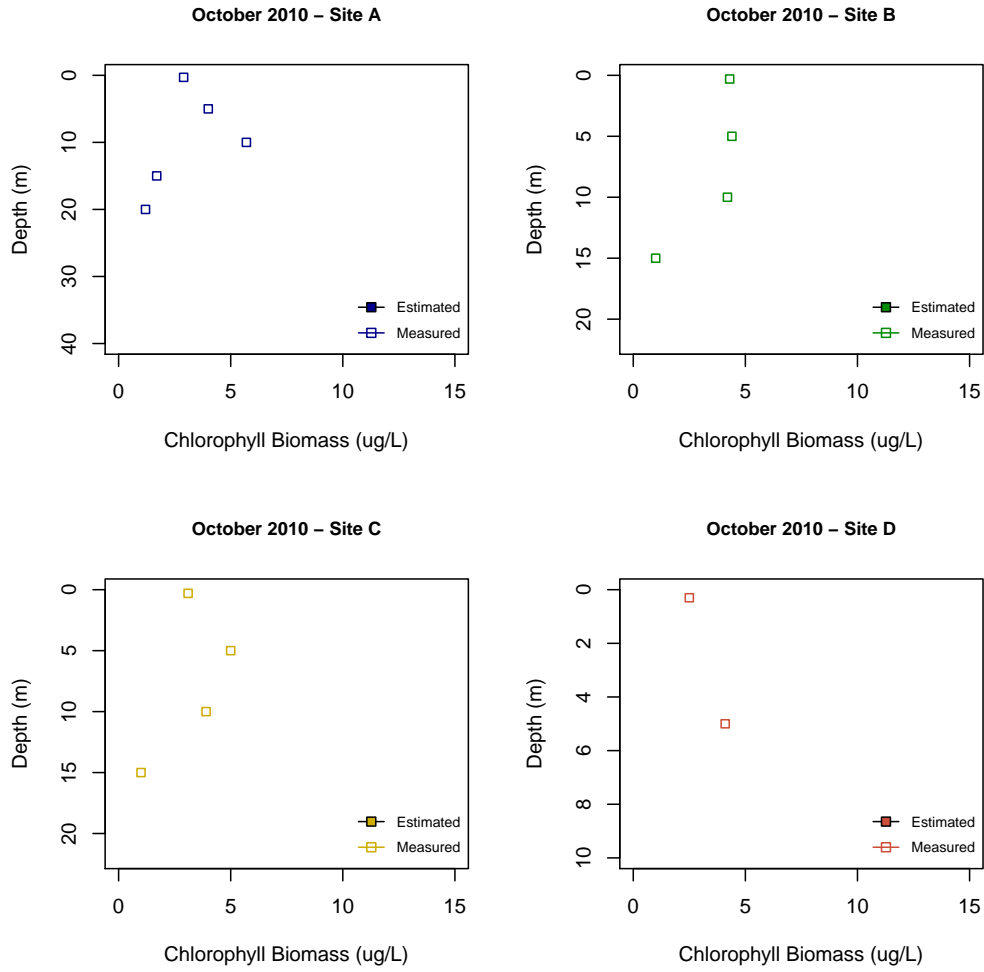 October 2010 – Site A
0
10
20
30
40
Depth (m)
Estimated
Measured
0 5 10 15
Chlorophyll Biomass (ug/L)
October 2010 – Site B
0
5
10
15
20
Depth (m)
Estimated
Measured
0 5 10 15
Chlorophyll Biomass (ug/L)
October 2010 – Site C
0
5
10
15
20
Depth (m)
Estimated
Measured
0 5 10 15
Chlorophyll Biomass (ug/L)
October 2010 – Site D
0
2
4
6
8
10
Depth (m)
Estimated
Measured
0 5 10 15
Chlorophyll Biomass (ug/L)